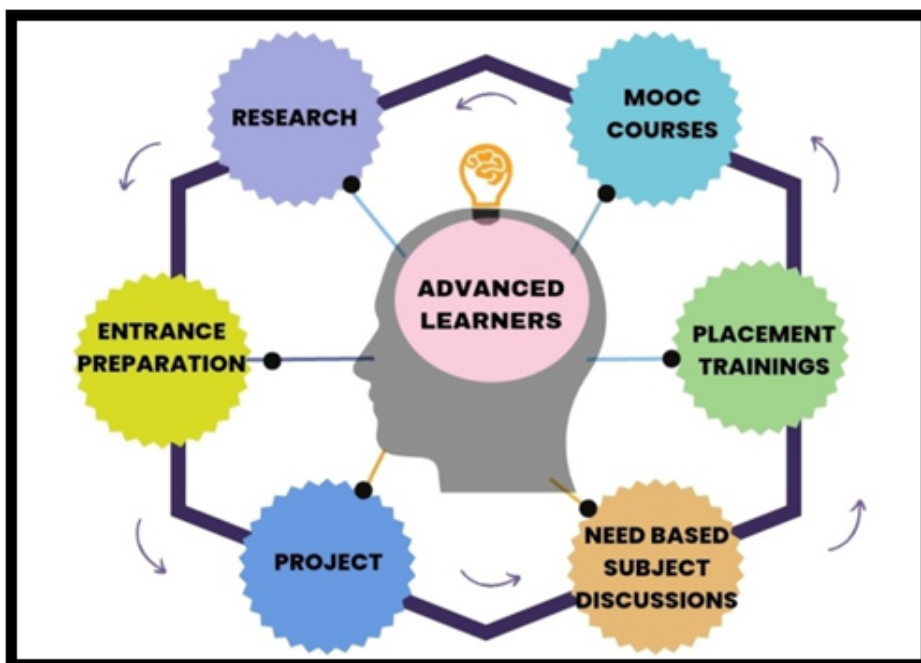 RESEARCH
MOOC
COURSES
ADVANCED
LEARNERS
ENTRANCE
PREPARATION
PLACEMENT
TRAININGS
PROJECT
NEED BASED
SUBJECT
DISCUSSIONS